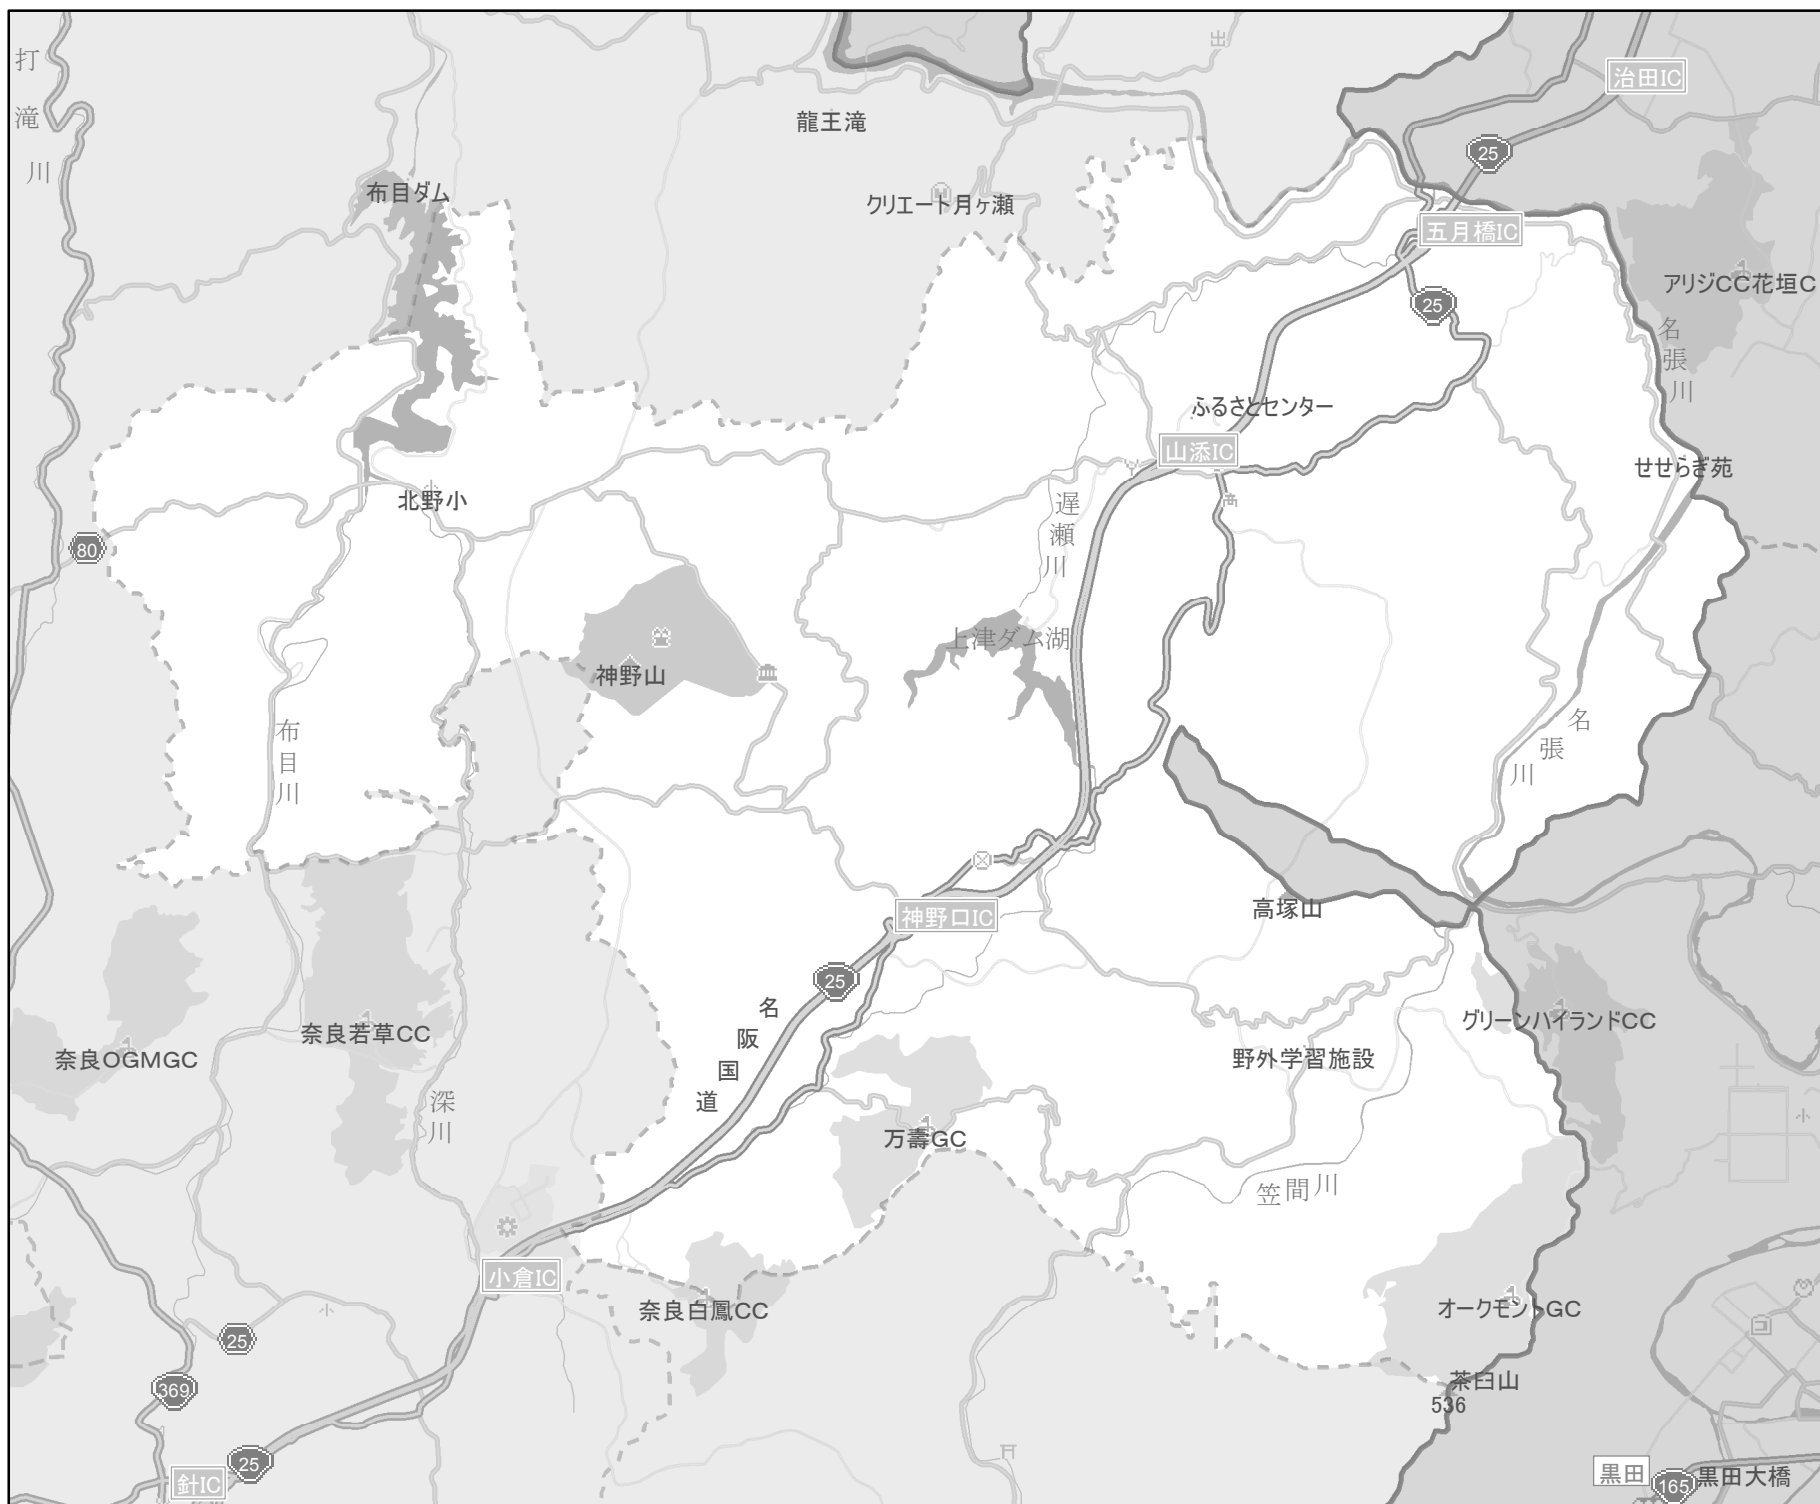 打滝川
治田IC
龍王滝
25
布目ダム
クリエート月ヶ瀬
五月橋IC
アリジCC花垣C
25
名張川
ふるさとセンター
山添IC
せせらぎ苑
北野小
遅瀬川
80
上津ダム湖
神野山
布目川
名張川
高塚山
神野口IC
25
名阪国道
グリーンハイランドCC
奈良若草CC
奈良OGMGC
野外学習施設
深川
万壽GC
笠間川
小倉IC
奈良白鳳CC
オークモントGC
25
369
茶臼山
536
25
針IC
黒田
165
黒田大橋